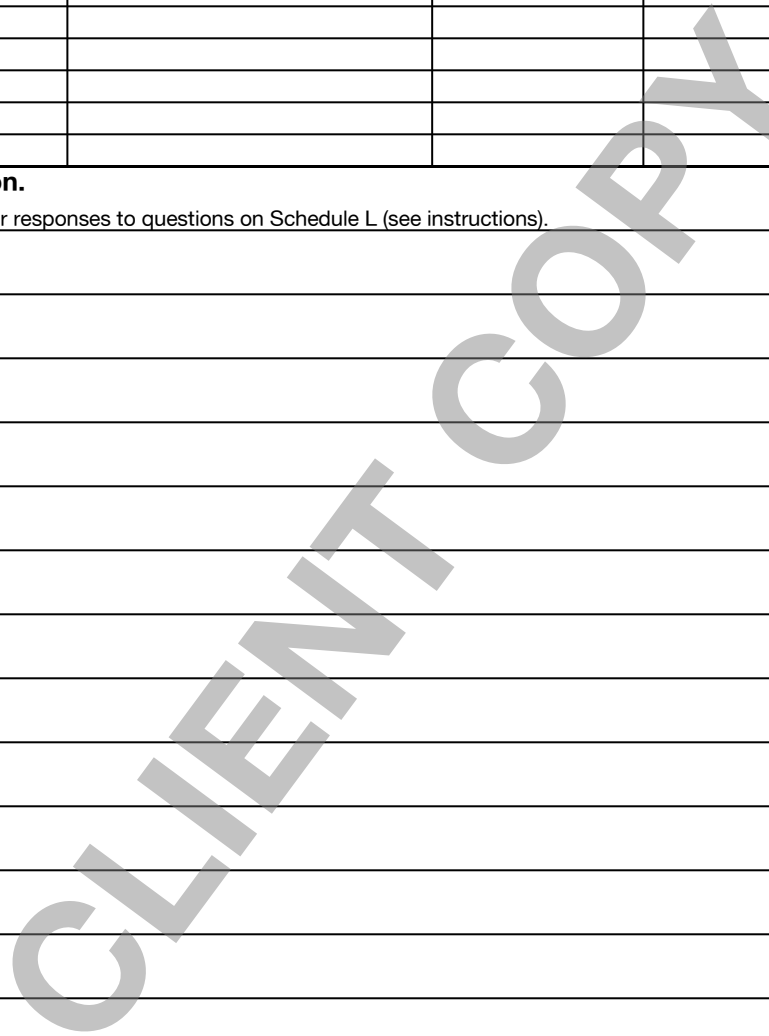 on.
r responses to questions on Schedule L (see instructions).
CLIENT COPY